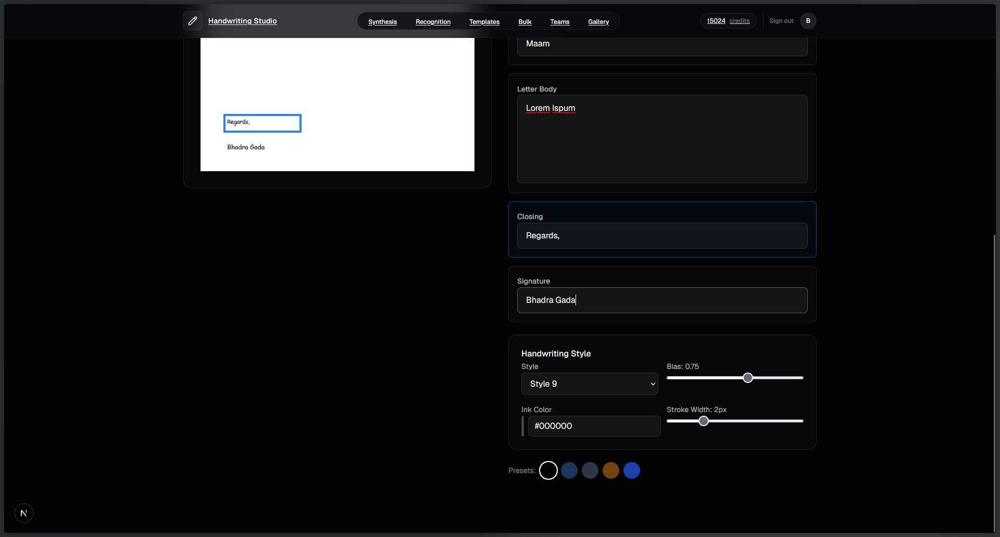 Handwriting Studio
Synthesis Recognition Templates Bulk Teams Gallery
15024 credits Sign out B
Maam
Regards,
Bhadra Gada
Letter Body
Lorem Ispum
Closing
Regards,
Signature
Bhadra Gada
Handwriting Style
Style
Style 9
Bias: 0.75
Ink Color
#000000
Stroke Width: 2px
Presets:
N